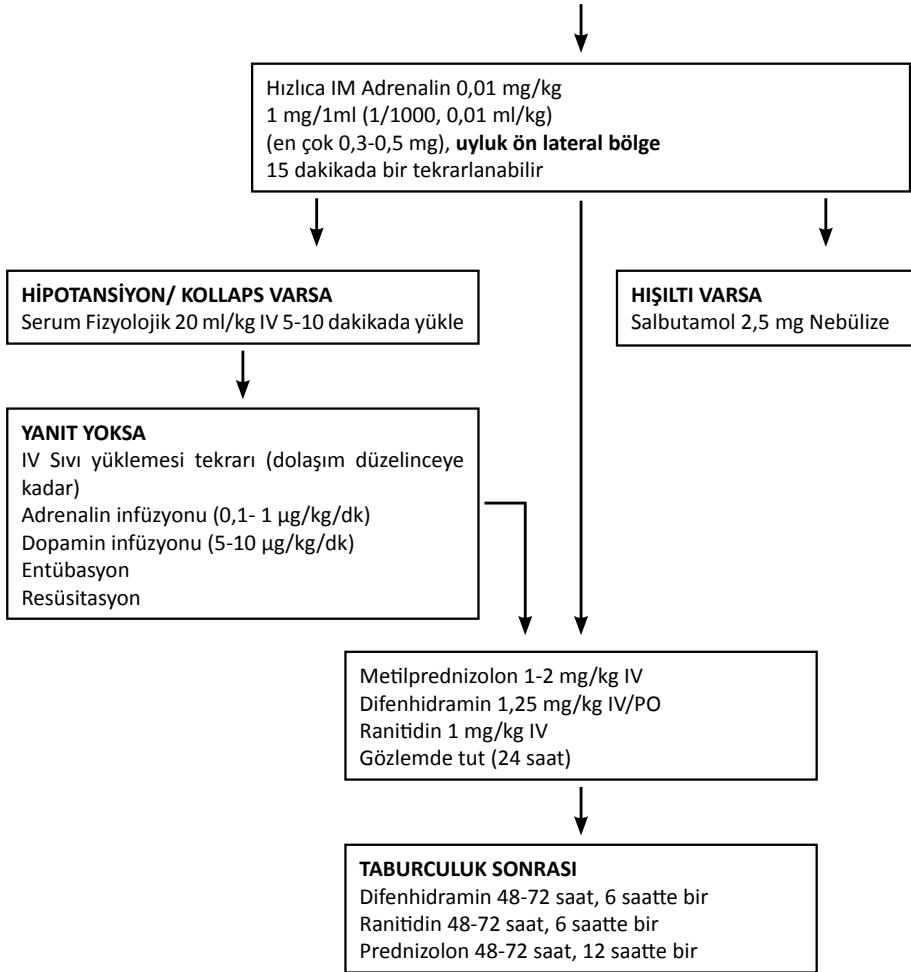 Hızlıca IM Adrenalin 0,01 mg/kg
1 mg/1ml (1/1000, 0,01 ml/kg)
(en çok 0,3-0,5 mg), uyluk ön lateral bölge
15 dakikada bir tekrarlanabilir
HİPOTANSİYON/ KOLLAPS VARSA
Serum Fizyolojik 20 ml/kg IV 5-10 dakikada yükle
HIŞILTI VARSA
Salbutamol 2,5 mg Nebülize
YANIT YOKSA
IV Sıvı yüklemesi tekrarı (dolaşım düzelinceye
kadar)
Adrenalin infüzyonu (0,1- 1 µg/kg/dk)
Dopamin infüzyonu (5-10 µg/kg/dk)
Entübasyon
Resüsitasyon
Metilprednizolon 1-2 mg/kg IV
Difenhidramin 1,25 mg/kg IV/PO
Ranitidin 1 mg/kg IV
Gözlemde tut (24 saat)
TABURCULUK SONRASI
Difenhidramin 48-72 saat, 6 saatte bir
Ranitidin 48-72 saat, 6 saatte bir
Prednizolon 48-72 saat, 12 saatte bir